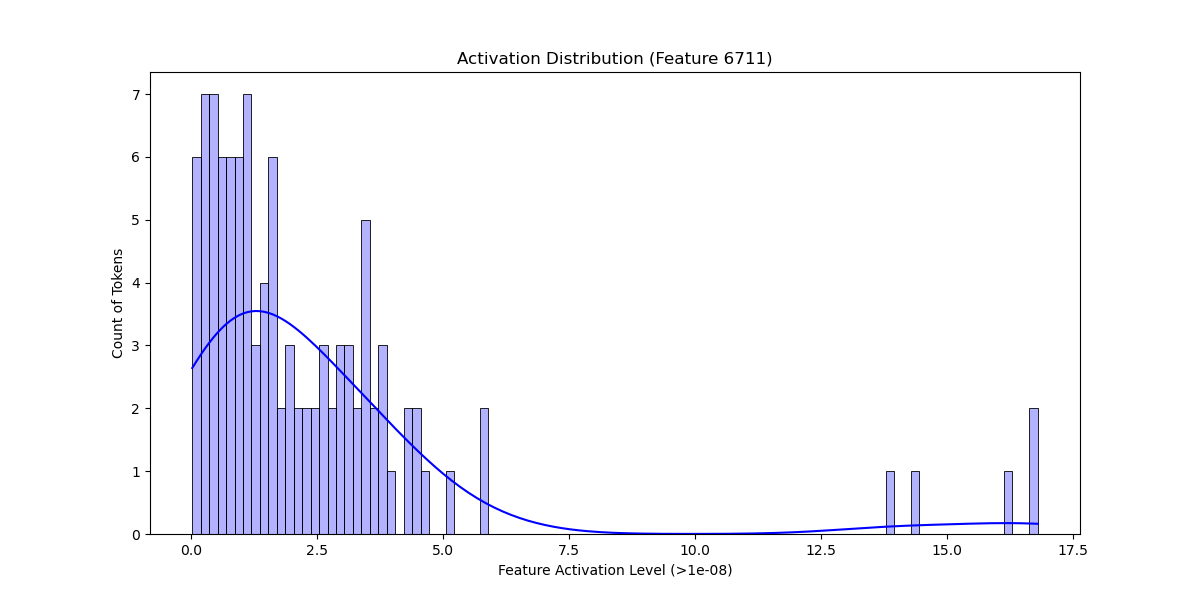 Activation Distribution (Feature 6711)
Count of Tokens
7
6
5
4
3
2
1
0
0.0 2.5 5.0 7.5 10.0 12.5 15.0 17.5
Feature Activation Level (>1e-08)